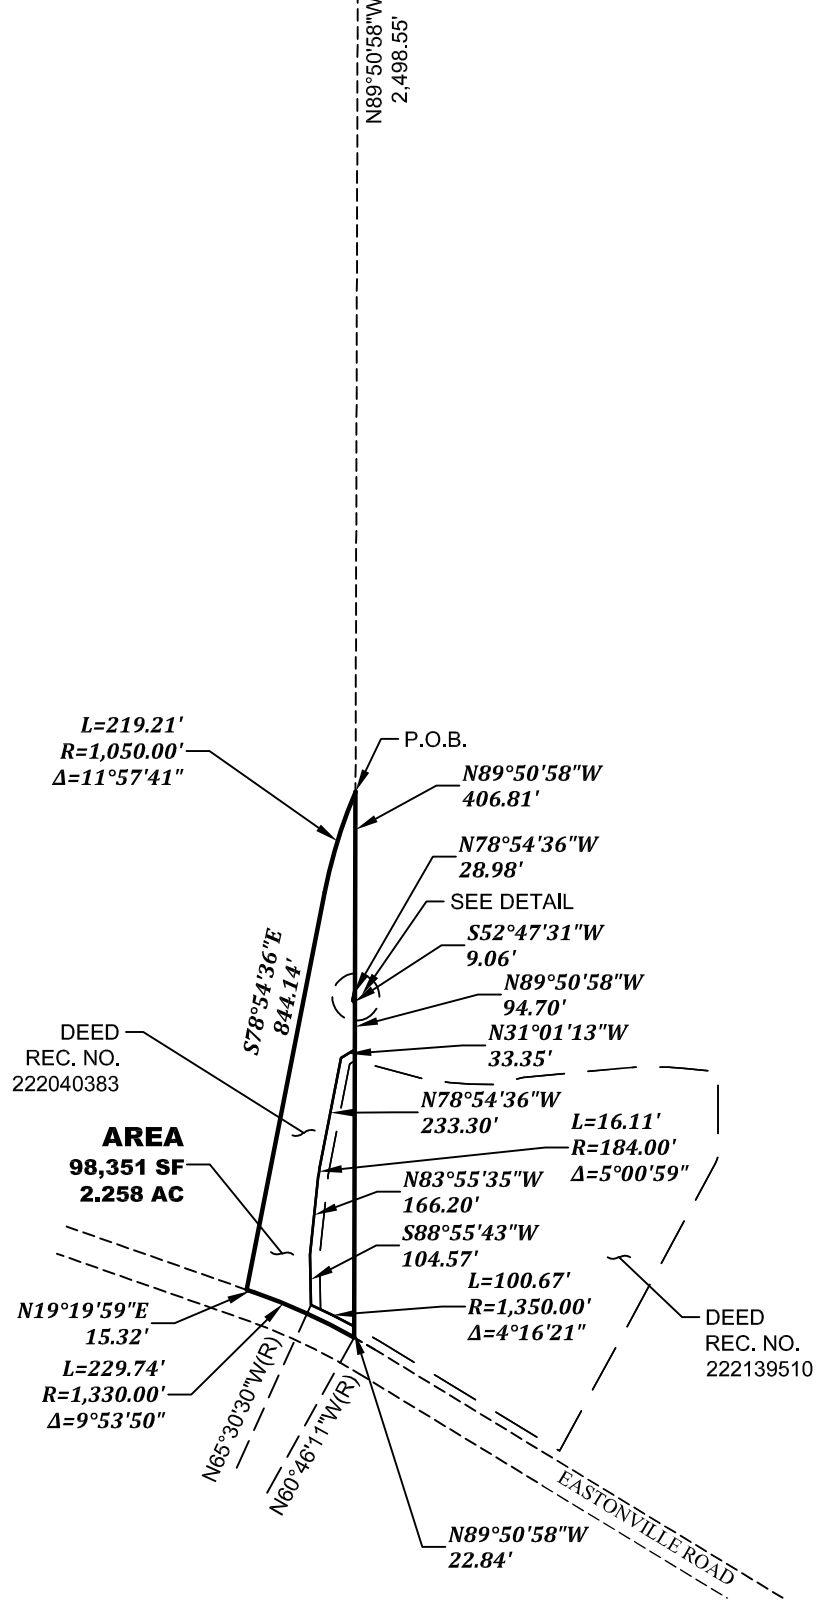 N89°50'58"W
2,498.55'
L=219.21'
R=1,050.00'
Δ=11°57'41"
P.O.B.
N89°50'58"W
406.81'
N78°54'36"W
28.98'
SEE DETAIL
S52°47'31"W
9.06'
N89°50'58"W
94.70'
S78°54'36"E
844.14'
DEED
REC. NO.
222040383
N31°01'13"W
33.35'
N78°54'36"W
233.30'
L=16.11'
R=184.00'
Δ=5°00'59"
AREA
98,351 SF
2.258 AC
N83°55'35"W
166.20'
S88°55'43"W
104.57'
L=100.67'
R=1,350.00'
Δ=4°16'21"
N19°19'59"E
15.32'
L=229.74'
R=1,330.00'
Δ=9°53'50"
DEED
REC. NO.
222139510
N65°30'30"W(R)
N60°46'11"W(R)
EASTONVILLE ROAD
N89°50'58"W
22.84'